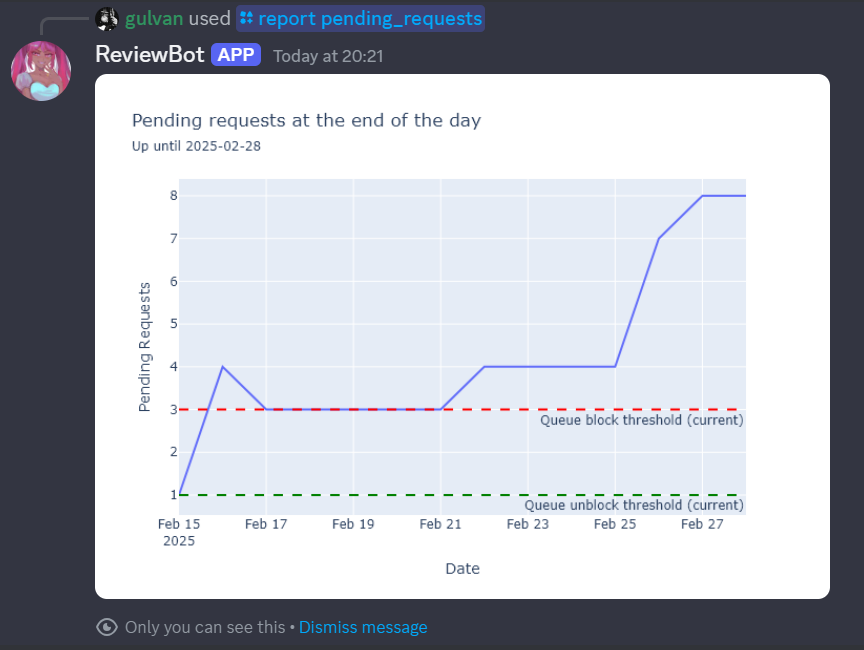 gulvan used report pending_requests
ReviewBot APP Today at 20:21
Pending requests at the end of the day
Up until 2025-02-28
8
7
6
5
4
3
2
1
Pending Requests
Queue block threshold (current)
Queue unblock threshold (current)
Feb 15 Feb 17 Feb 19 Feb 21 Feb 23 Feb 25 Feb 27
2025
Date
Only you can see this • Dismiss message